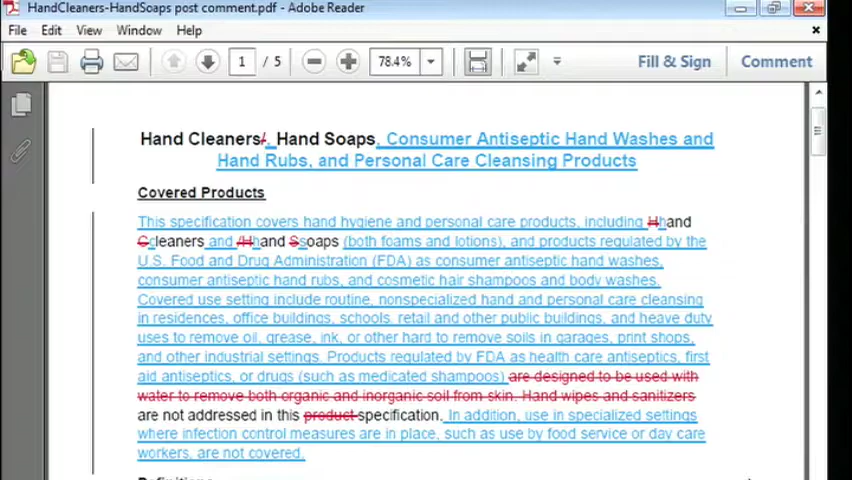 HandCleaners-HandSoaps post comment.pdf - Adobe Reader
File Edit View Window Help
1 / 5 78.4% Fill & Sign Comment
Hand Cleaners/, Hand Soaps, Consumer Antiseptic Hand Washes and
Hand Rubs, and Personal Care Cleansing Products
Covered Products
This specification covers hand hygiene and personal care products, including Hhand
Ccleaners and /Hhand Ssoaps (both foams and lotions), and products regulated by the
U.S. Food and Drug Administration (FDA) as consumer antiseptic hand washes,
consumer antiseptic hand rubs, and cosmetic hair shampoos and body washes.
Covered use setting include routine, nonspecialized hand and personal care cleansing
in residences, office buildings, schools, retail and other public buildings, and heave duty
uses to remove oil, grease, ink, or other hard to remove soils in garages, print shops,
and other industrial settings. Products regulated by FDA as health care antiseptics, first
aid antiseptics, or drugs (such as medicated shampoos) are designed to be used with
water to remove both organic and inorganic soil from skin. Hand wipes and sanitizers
are not addressed in this product specification. In addition, use in specialized settings
where infection control measures are in place, such as use by food service or day care
workers, are not covered.
Definitions